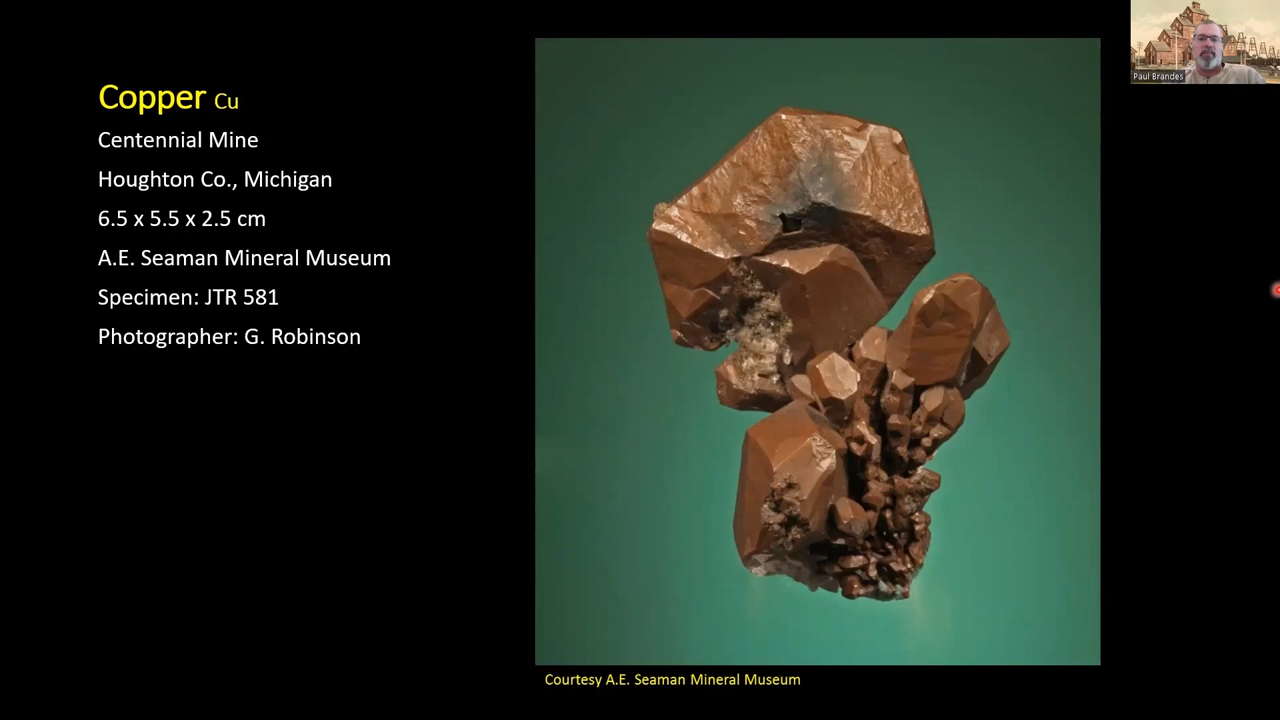 Paul Brandes
Copper Cu
Centennial Mine
Houghton Co., Michigan
6.5 x 5.5 x 2.5 cm
A.E. Seaman Mineral Museum
Specimen: JTR 581
Photographer: G. Robinson
Courtesy A.E. Seaman Mineral Museum